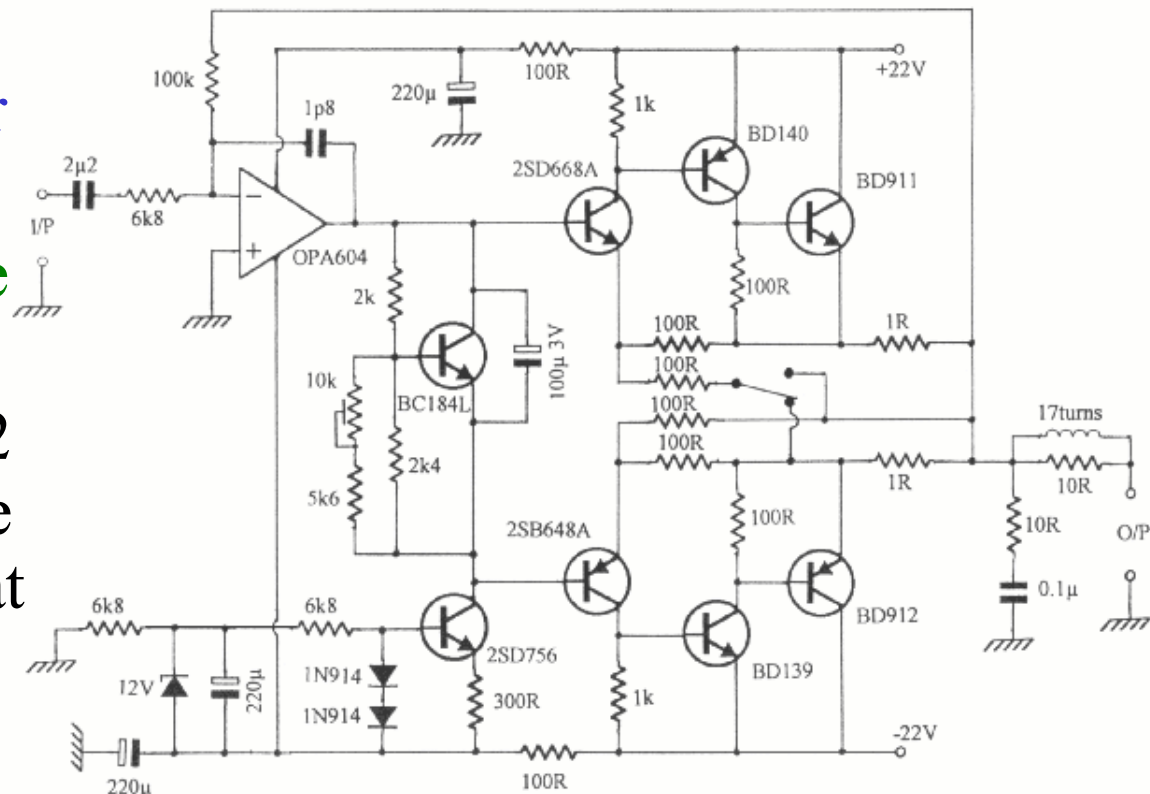 r
e
2
e
at
100k
1p8
2µ2
6k8
I/P
OPA604
220µ
100R
+22V
1k
BD140
2SD668A
BD911
100R
2k
100R
1R
100R
100µ 3V
10k
BC184L
100R
100R
2k4
5k6
17turns
1R
10R
100R
10R
O/P
2SB648A
0.1µ
6k8
6k8
2SD756
BD912
BD139
12V
220µ
1N914
1N914
300R
1k
-22V
220µ
100R